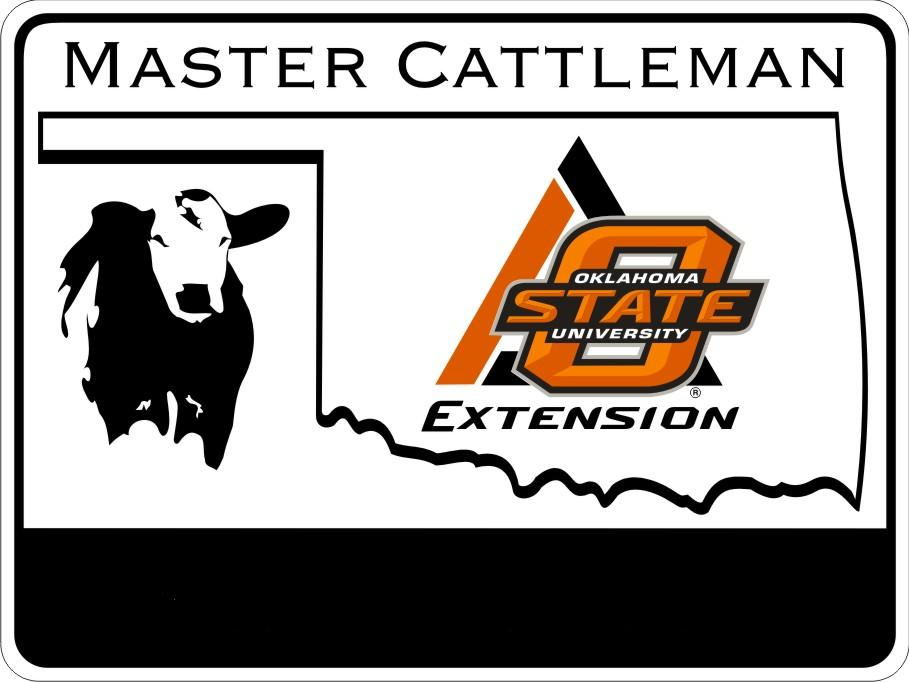 MASTER CATTLEMAN
OKLAHOMA
STATE
UNIVERSITY
®
EXTENSION